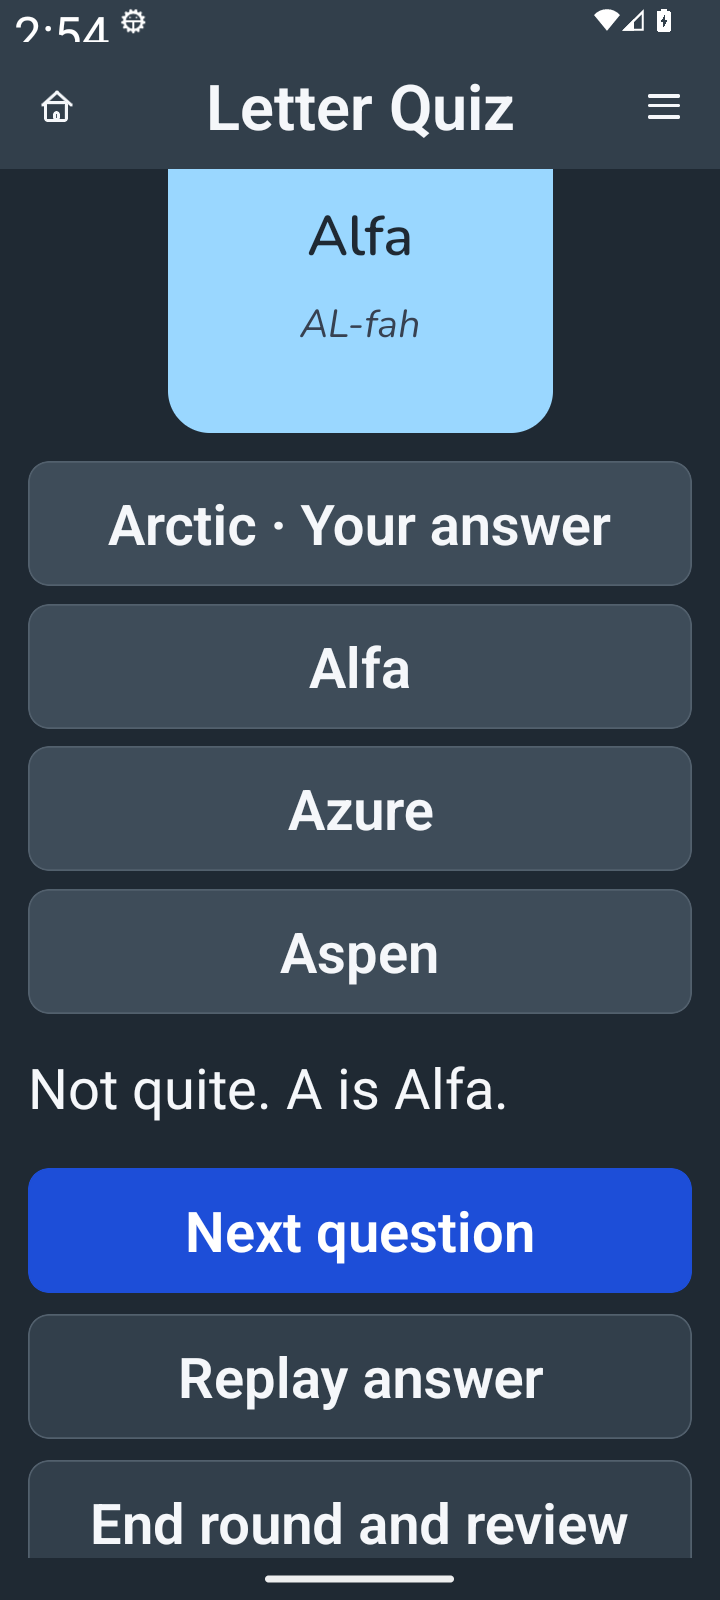 2:54
Letter Quiz
Alfa
AL-fah
Arctic · Your answer
Alfa
Azure
Aspen
Not quite. A is Alfa.
Next question
Replay answer
End round and review